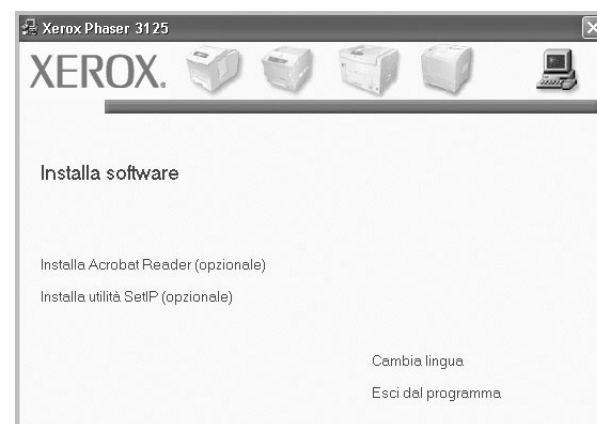 Xerox Phaser 3125
XEROX.
Installa software
Installa Acrobat Reader (opzionale)
Installa utilità SetIP (opzionale)
Cambia lingua
Esci dal programma